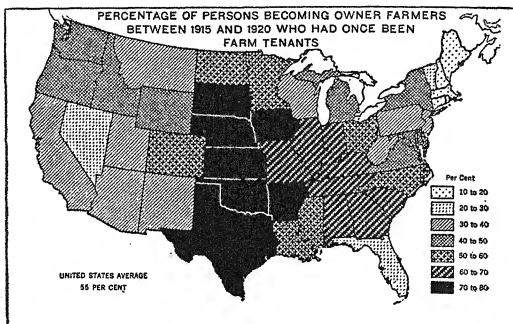 PERCENTAGE OF PERSONS BECOMING OWNER FARMERS
BETWEEN 1915 AND 1920 WHO HAD ONCE BEEN
FARM TENANTS
Per Cent
10 to 20
20 to 30
30 to 40
40 to 50
50 to 60
60 to 70
70 to 80
UNITED STATES AVERAGE
55 PER CENT